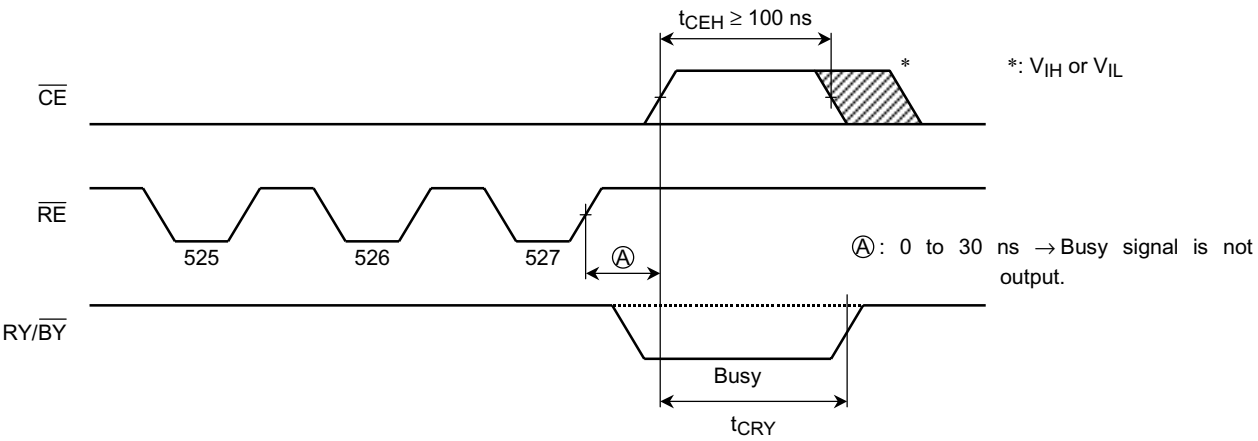 tCEH ≥ 100 ns
*
*: VIH or VIL
CE
RE
525
526
527
A
A : 0 to 30 ns → Busy signal is not
output.
RY/BY
Busy
tCRY